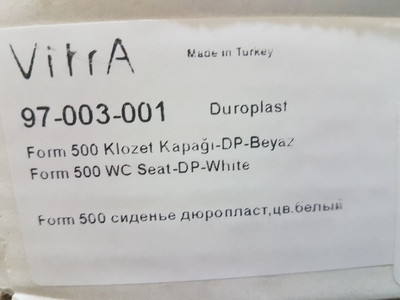 VitrA Made in Turkey
97-003-001 Duroplast
Form 500 Klozet Kapağı-DP-Beyaz
Form 500 WC Seat-DP-White
Form 500 сиденье дюропласт,цв.белый